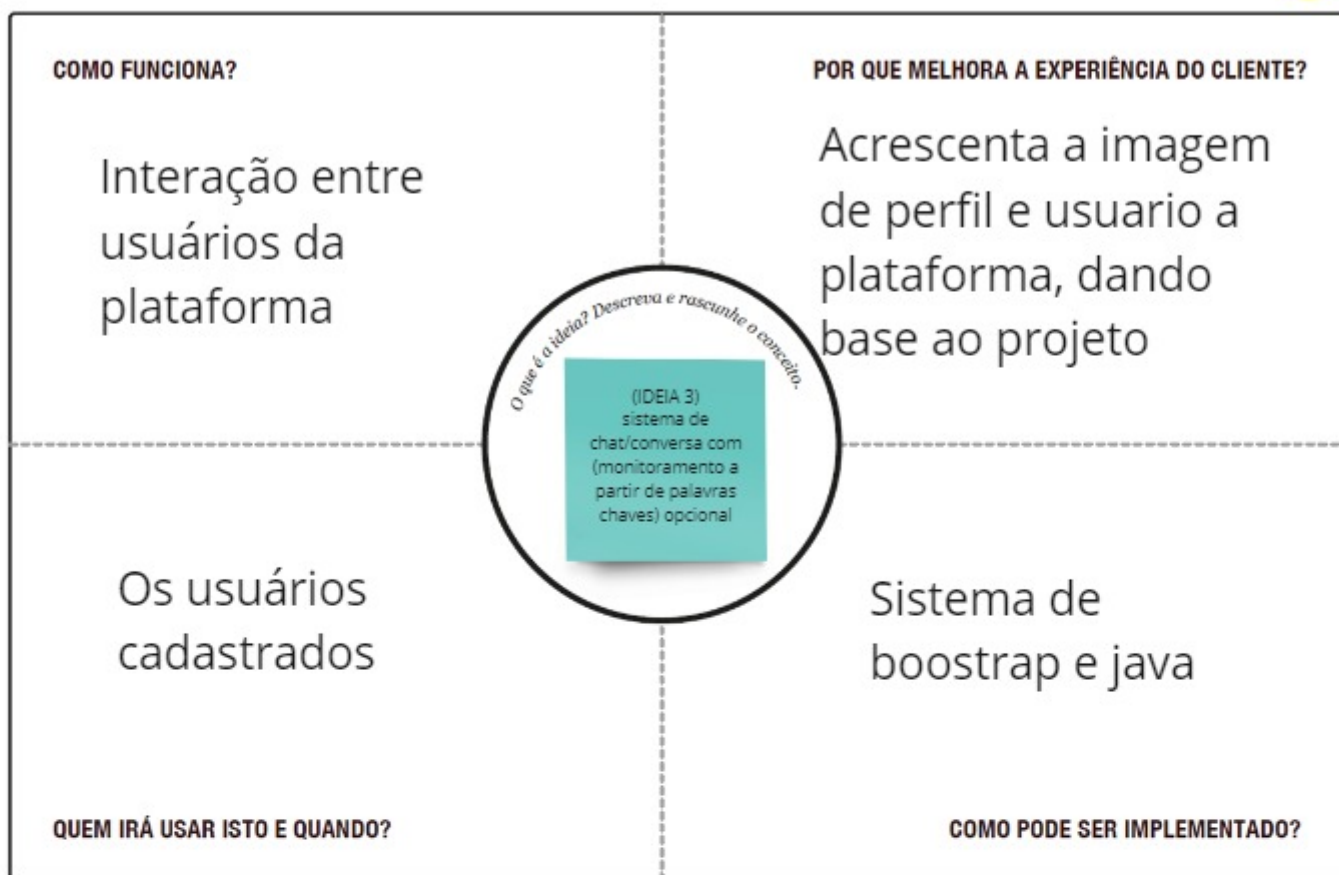 COMO FUNCIONA?
Interação entre
usuários da
plataforma
POR QUE MELHORA A EXPERIÊNCIA DO CLIENTE?
Acrescenta a imagem
de perfil e usuario a
plataforma, dando
base ao projeto
O que é a ideia? Descreva e rascunhe o conceito.
(IDEIA 3)
sistema de
chat/conversa com
(monitoramento a
partir de palavras
chaves) opcional
Os usuários
cadastrados
QUEM IRÁ USAR ISTO E QUANDO?
Sistema de
boostrap e java
COMO PODE SER IMPLEMENTADO?